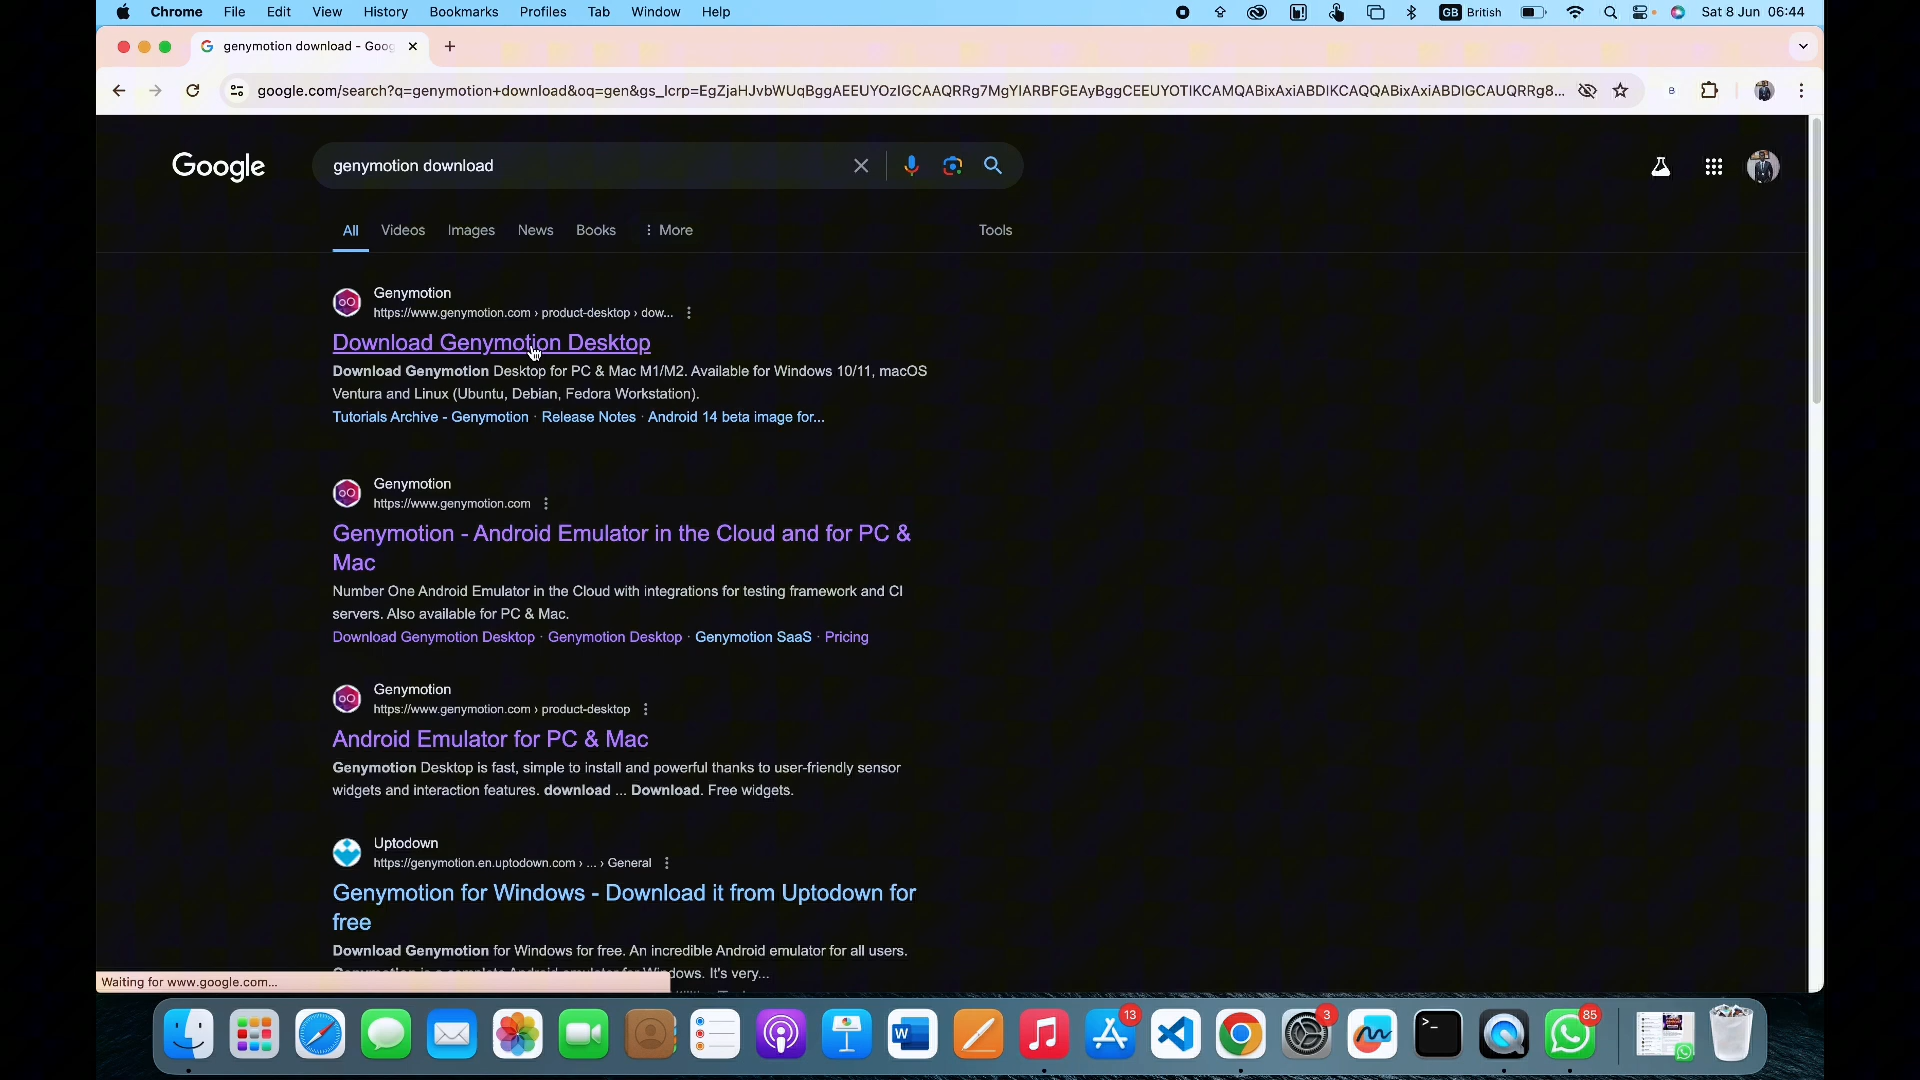 Chrome File Edit View History Bookmarks Profiles Tab Window Help GB British Sat 8 Jun 06:44
genymotion download - Goog
google.com/search?q=genymotion+download&oq=gen&gs_lcrp=EgZjaHJvbWUqBggAEEUYOzIGCAAQRRg7MgYIARBFGEAyBggCEEUYOTIKCAMQABixAxiABDIKCAQQABixAxiABDIGCAUQRRg8... B
Google genymotion download
All Videos Images News Books More Tools
Genymotion
https://www.genymotion.com › product-desktop › dow...
Download Genymotion Desktop
Download Genymotion Desktop for PC & Mac M1/M2. Available for Windows 10/11, macOS
Ventura and Linux (Ubuntu, Debian, Fedora Workstation).
Tutorials Archive - Genymotion · Release Notes · Android 14 beta image for...
Genymotion
https://www.genymotion.com
Genymotion - Android Emulator in the Cloud and for PC &
Mac
Number One Android Emulator in the Cloud with integrations for testing framework and CI
servers. Also available for PC & Mac.
Download Genymotion Desktop · Genymotion Desktop · Genymotion SaaS · Pricing
Genymotion
https://www.genymotion.com › product-desktop
Android Emulator for PC & Mac
Genymotion Desktop is fast, simple to install and powerful thanks to user-friendly sensor
widgets and interaction features. download ... Download. Free widgets.
Uptodown
https://genymotion.en.uptodown.com › ... › General
Genymotion for Windows - Download it from Uptodown for
free
Download Genymotion for Windows for free. An incredible Android emulator for all users.
dows. It's very...
Waiting for www.google.com...
13 3 85